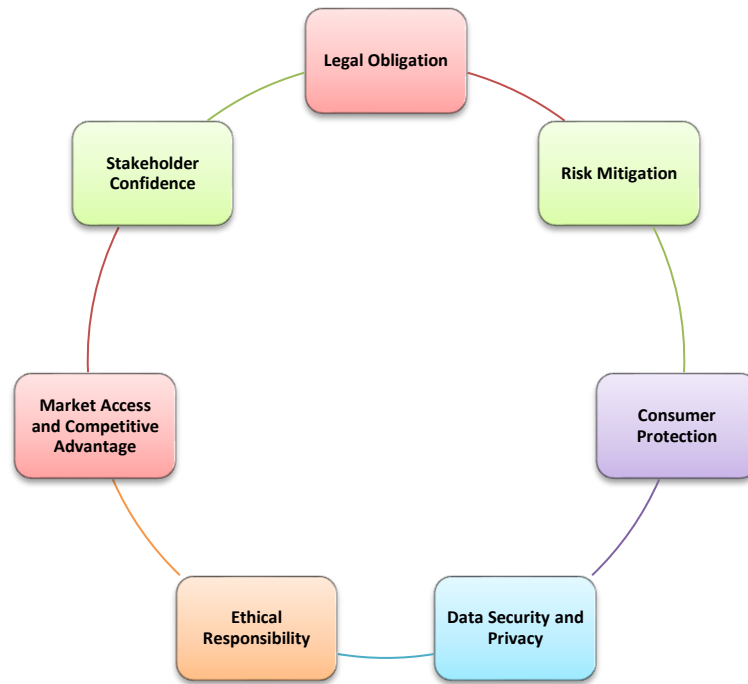 Legal Obligation
Risk Mitigation
Consumer
Protection
Data Security and
Privacy
Ethical
Responsibility
Market Access
and Competitive
Advantage
Stakeholder
Confidence